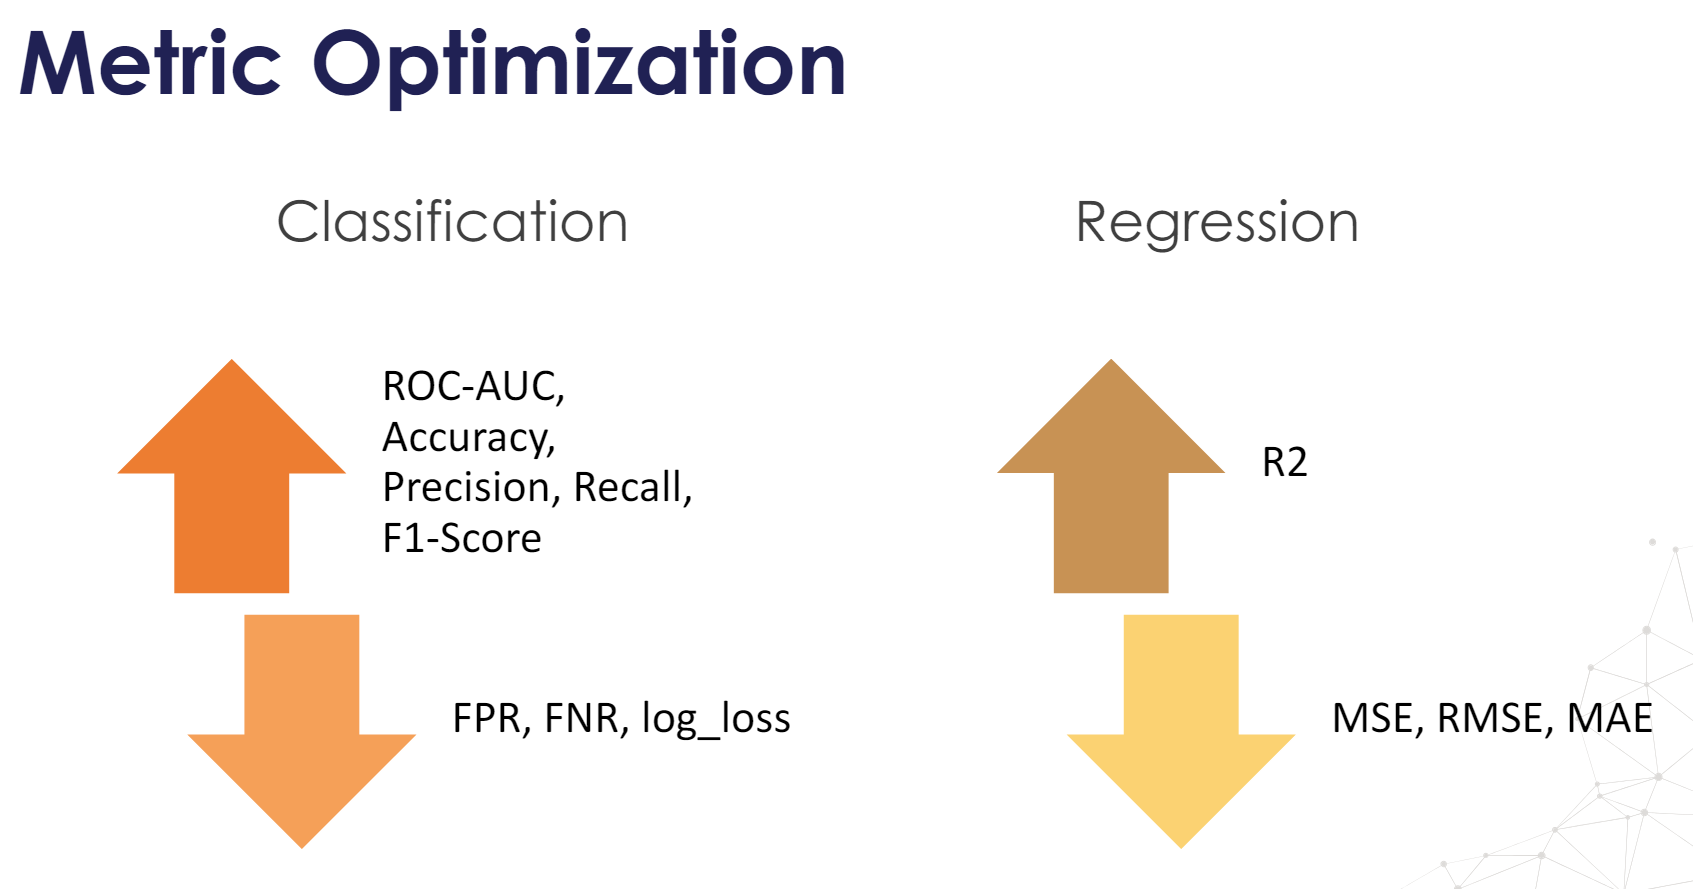 Metric Optimization
Classification
ROC-AUC,
Accuracy,
Precision, Recall,
F1-Score
FPR, FNR, log_loss
Regression
R2
MSE, RMSE, MAE